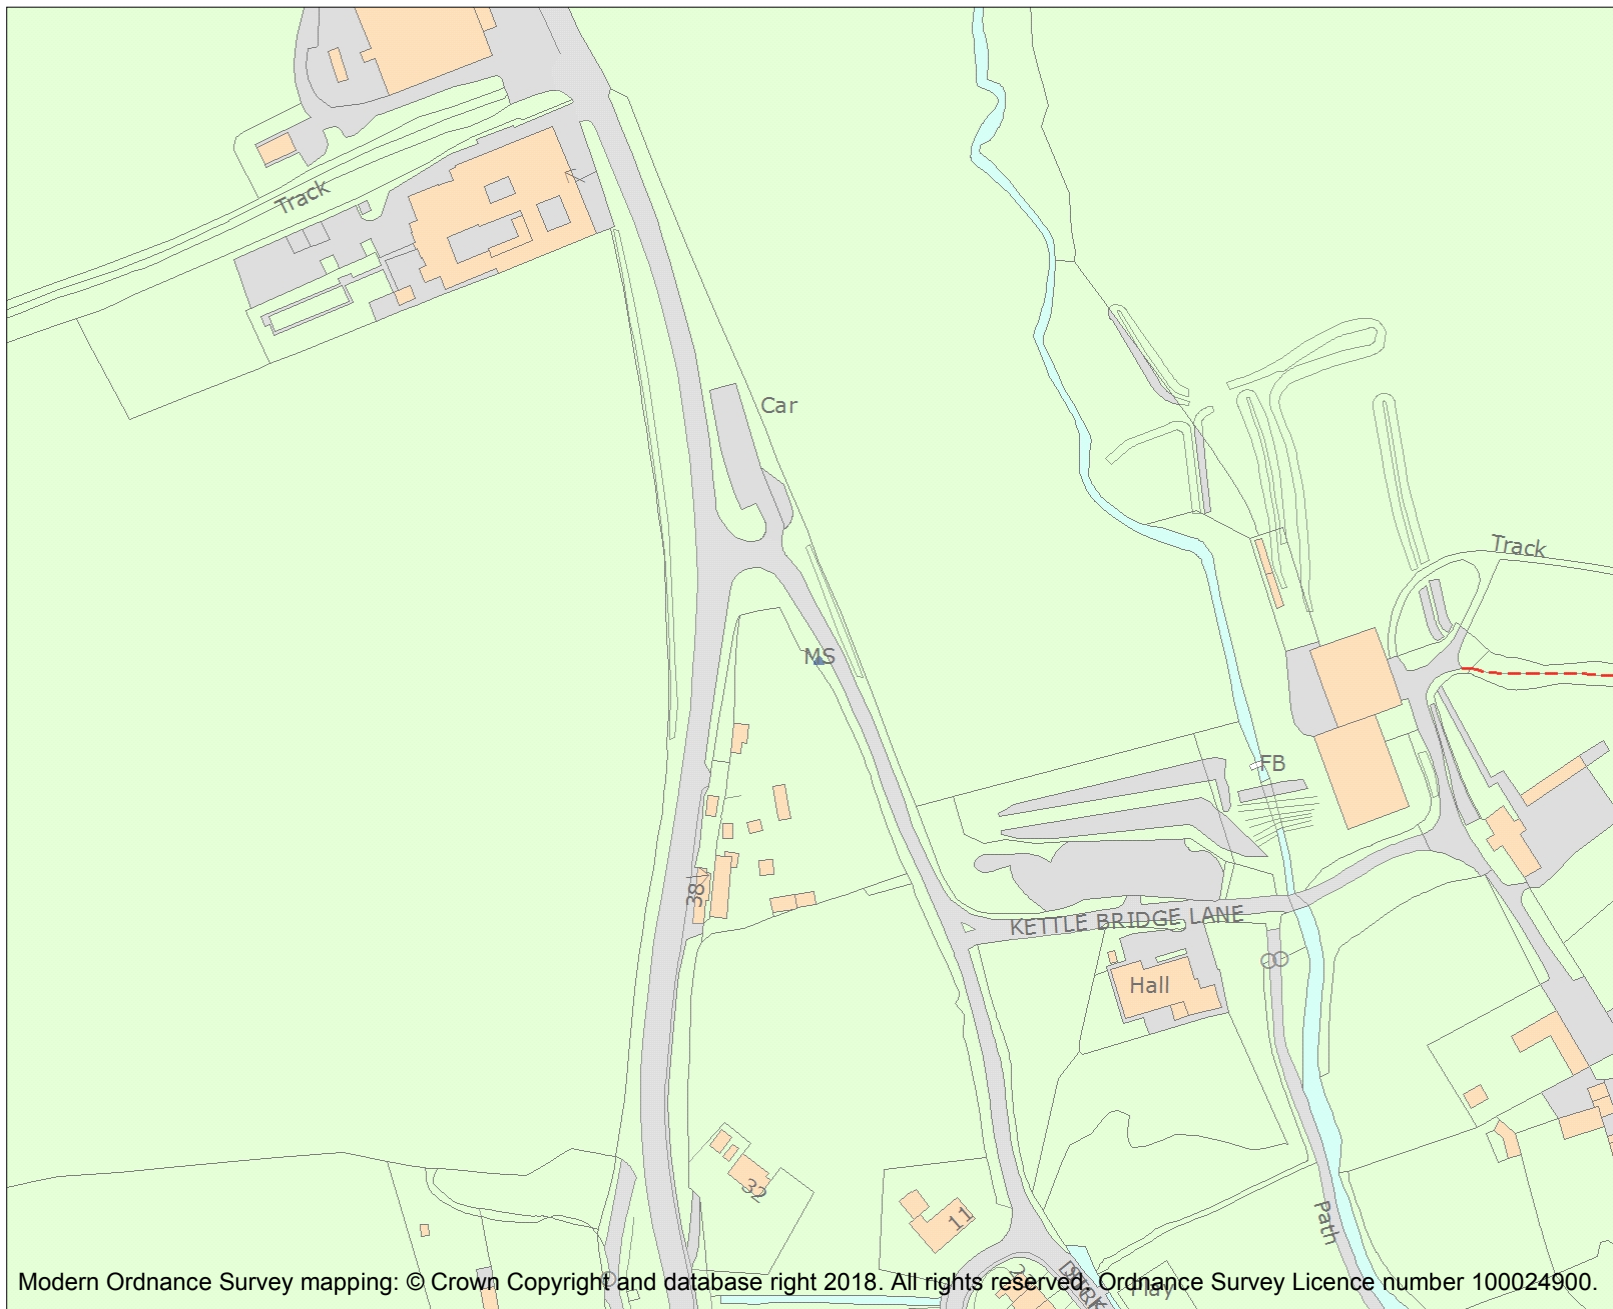 Track
Car
Track
MS
FB
38
KETTLE BRIDGE LANE
Hall
32
11
Path
Play
Modern Ordnance Survey mapping: © Crown Copyright and database right 2018. All rights reserved. Ordnance Survey Licence number 100024900.